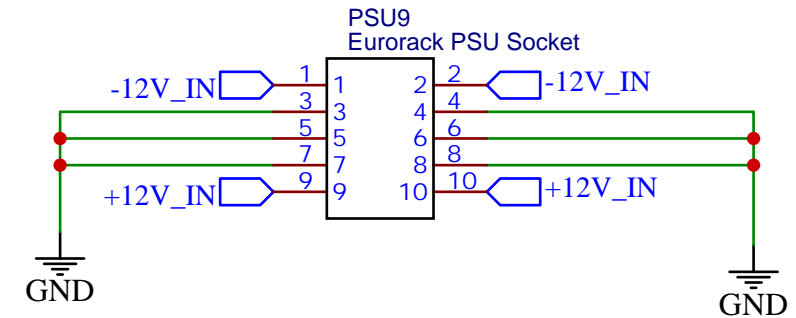 PSU9
Eurorack PSU Socket
-12V_IN 1 1 2 2 -12V_IN
3 3 4 4
5 5 6 6
7 7 8 8
+12V_IN 9 9 10 10 +12V_IN
GND GND